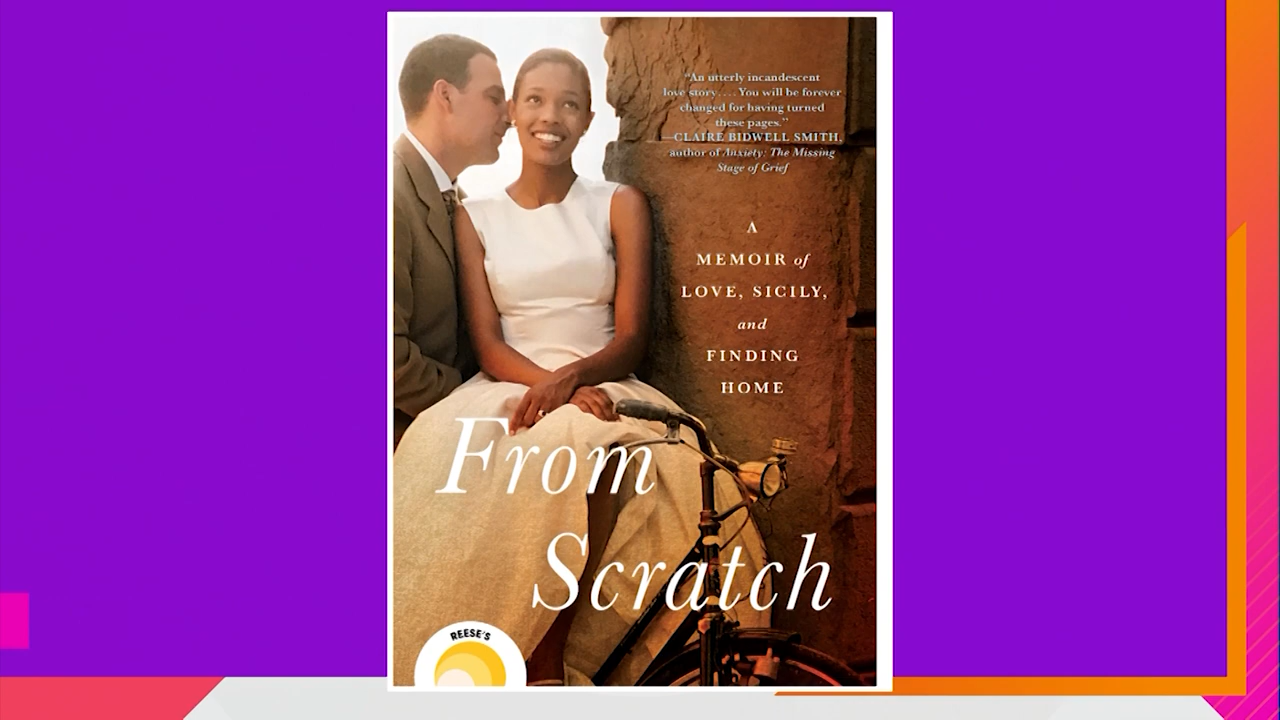 “An utterly incandescent
love story.... You will be forever
changed for having turned
these pages.”
—CLAIRE BIDWELL SMITH,
author of Anxiety: The Missing
Stage of Grief
A
MEMOIR of
LOVE, SICILY,
and
FINDING
HOME
From
Scratch
REESE'S